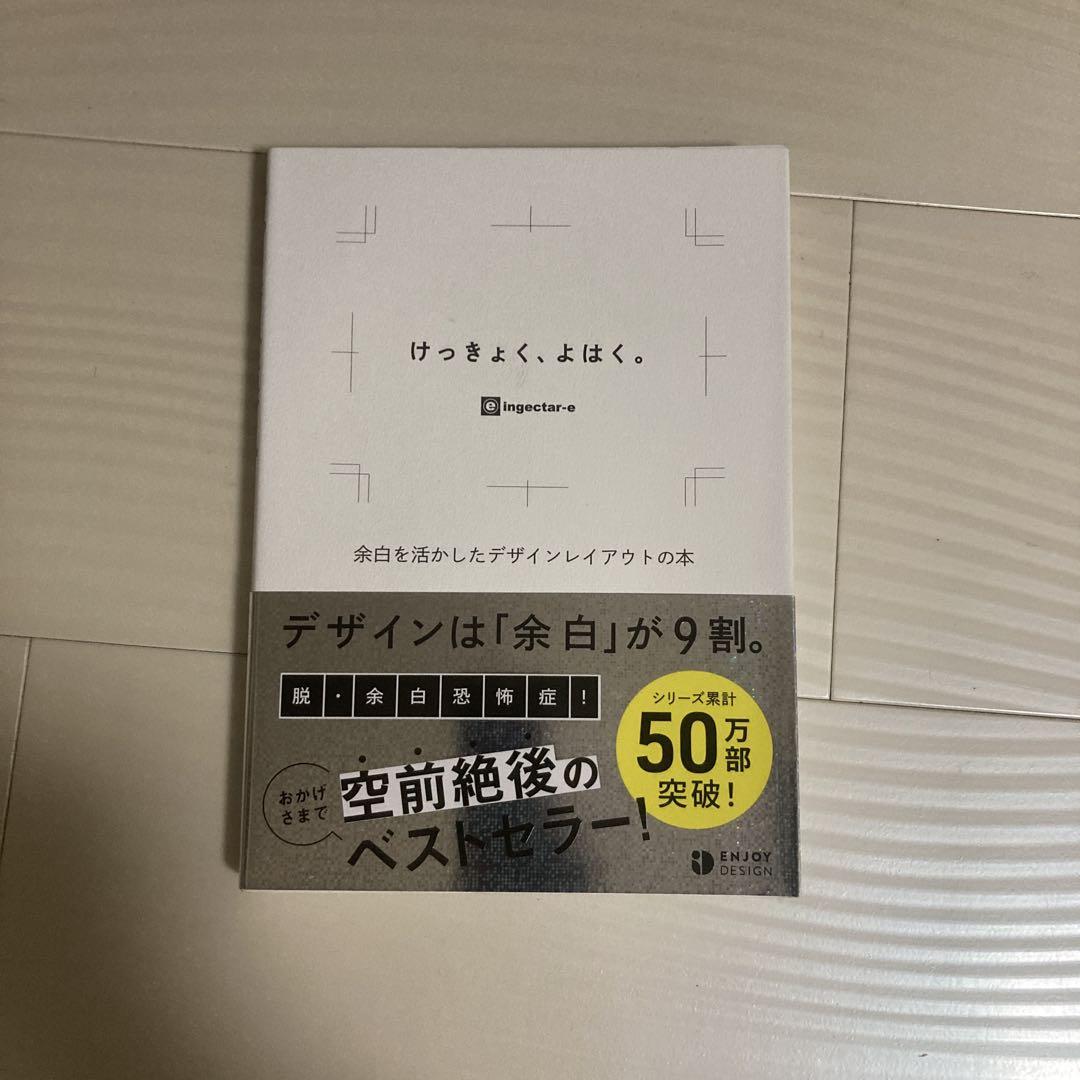 けっきょく、よはく。
e ingectar-e
余白を活かしたデザインレイアウトの本
デザインは「余白」が9割。
脱・余白恐怖症！
シリーズ累計
50万部
突破！
おかげ
さまで
空前絶後の
ベストセラー！
ENJOY
DESIGN